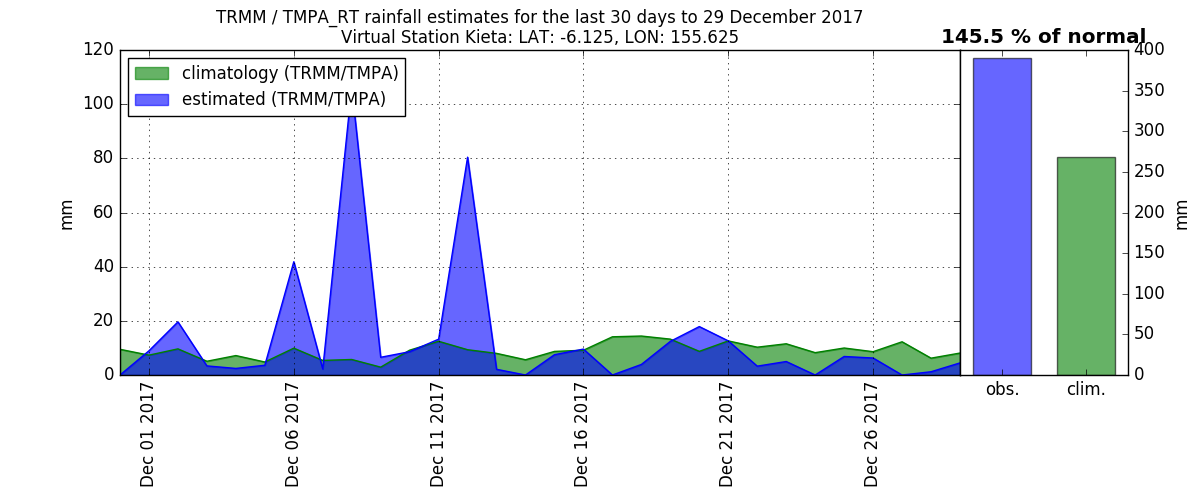 TRMM / TMPA_RT rainfall estimates for the last 30 days to 29 December 2017
Virtual Station Kieta: LAT: -6.125, LON: 155.625
145.5 % of normal
climatology (TRMM/TMPA)
estimated (TRMM/TMPA)
120
100
80
60
40
20
0
mm
Dec 01 2017
Dec 06 2017
Dec 11 2017
Dec 16 2017
Dec 21 2017
Dec 26 2017
400
350
300
250
200
150
100
50
0
mm
obs.
clim.